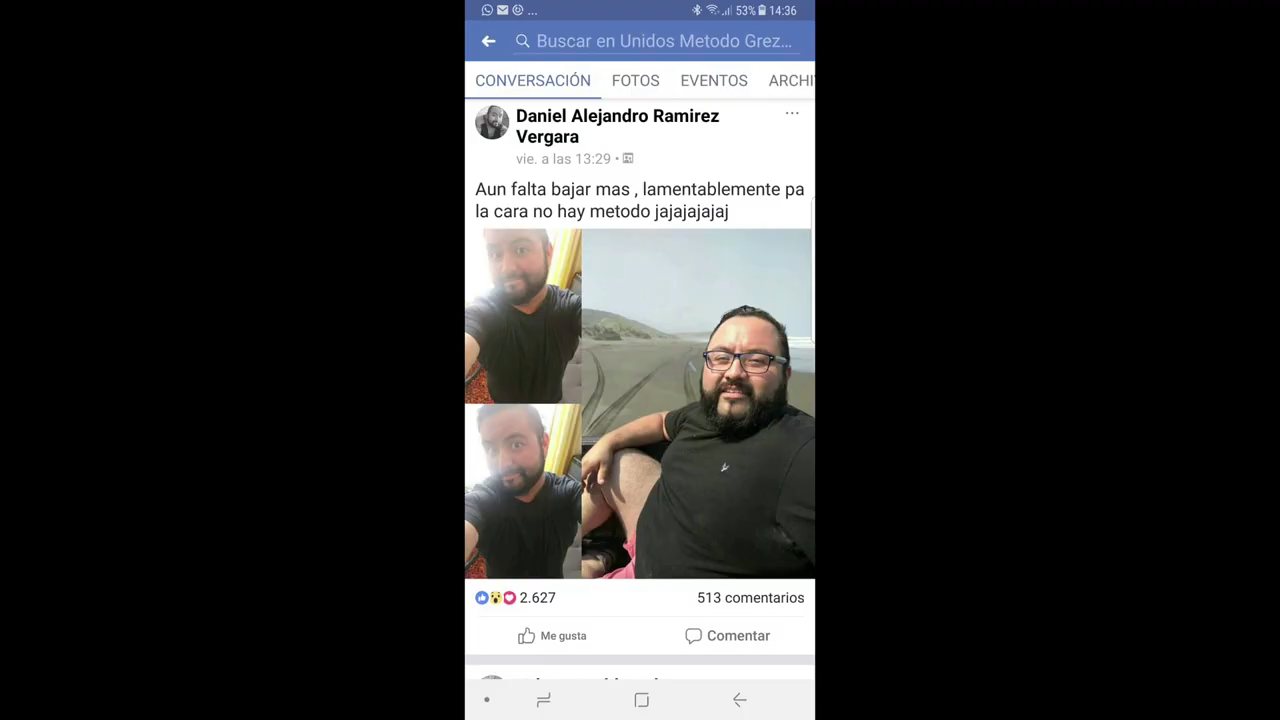 ... 53% 14:36
Buscar en Unidos Metodo Grez...
CONVERSACIÓN FOTOS EVENTOS ARCHI
Daniel Alejandro Ramirez
Vergara
vie. a las 13:29 •
Aun falta bajar mas , lamentablemente pa
la cara no hay metodo jajajajajaj
2.627 513 comentarios
Me gusta Comentar